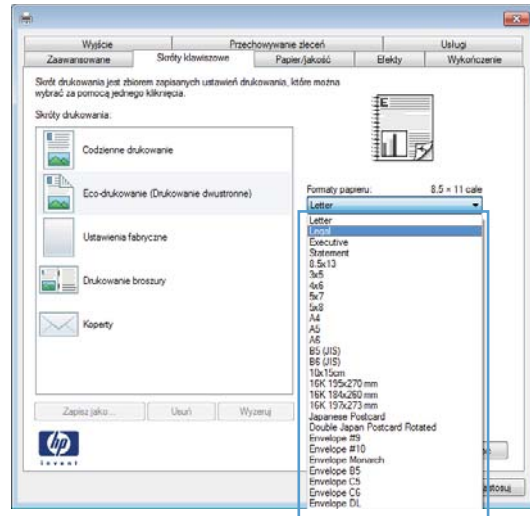 Wyjście Przechowywanie zleceń Usługi
Zaawansowane Skróty klawiszowe Papier/jakość Efekty Wykończenie
Skrót drukowania jest zbiorem zapisanych ustawień drukowania, które można
wybrać za pomocą jednego kliknięcia.
Skróty drukowania:
Codzienne drukowanie
Eco-drukowanie (Drukowanie dwustronne)
Ustawienia fabryczne
Drukowanie broszury
Koperty
Zapisz jako...
Usuń
Wyzeruj
E
Formaty papieru: 8.5 × 11 cale
Letter
Letter
Legal
Executive
Statement
8.5x13
3x5
4x6
5x7
5x8
A4
A5
A6
B5 (JIS)
B6 (JIS)
10x15cm
16K 195x270 mm
16K 184x260 mm
16K 197x273 mm
Japanese Postcard
Double Japan Postcard Rotated
Envelope #9
Envelope #10
Envelope Monarch
Envelope B5
Envelope C5
Envelope C6
Envelope DL
hp
invent